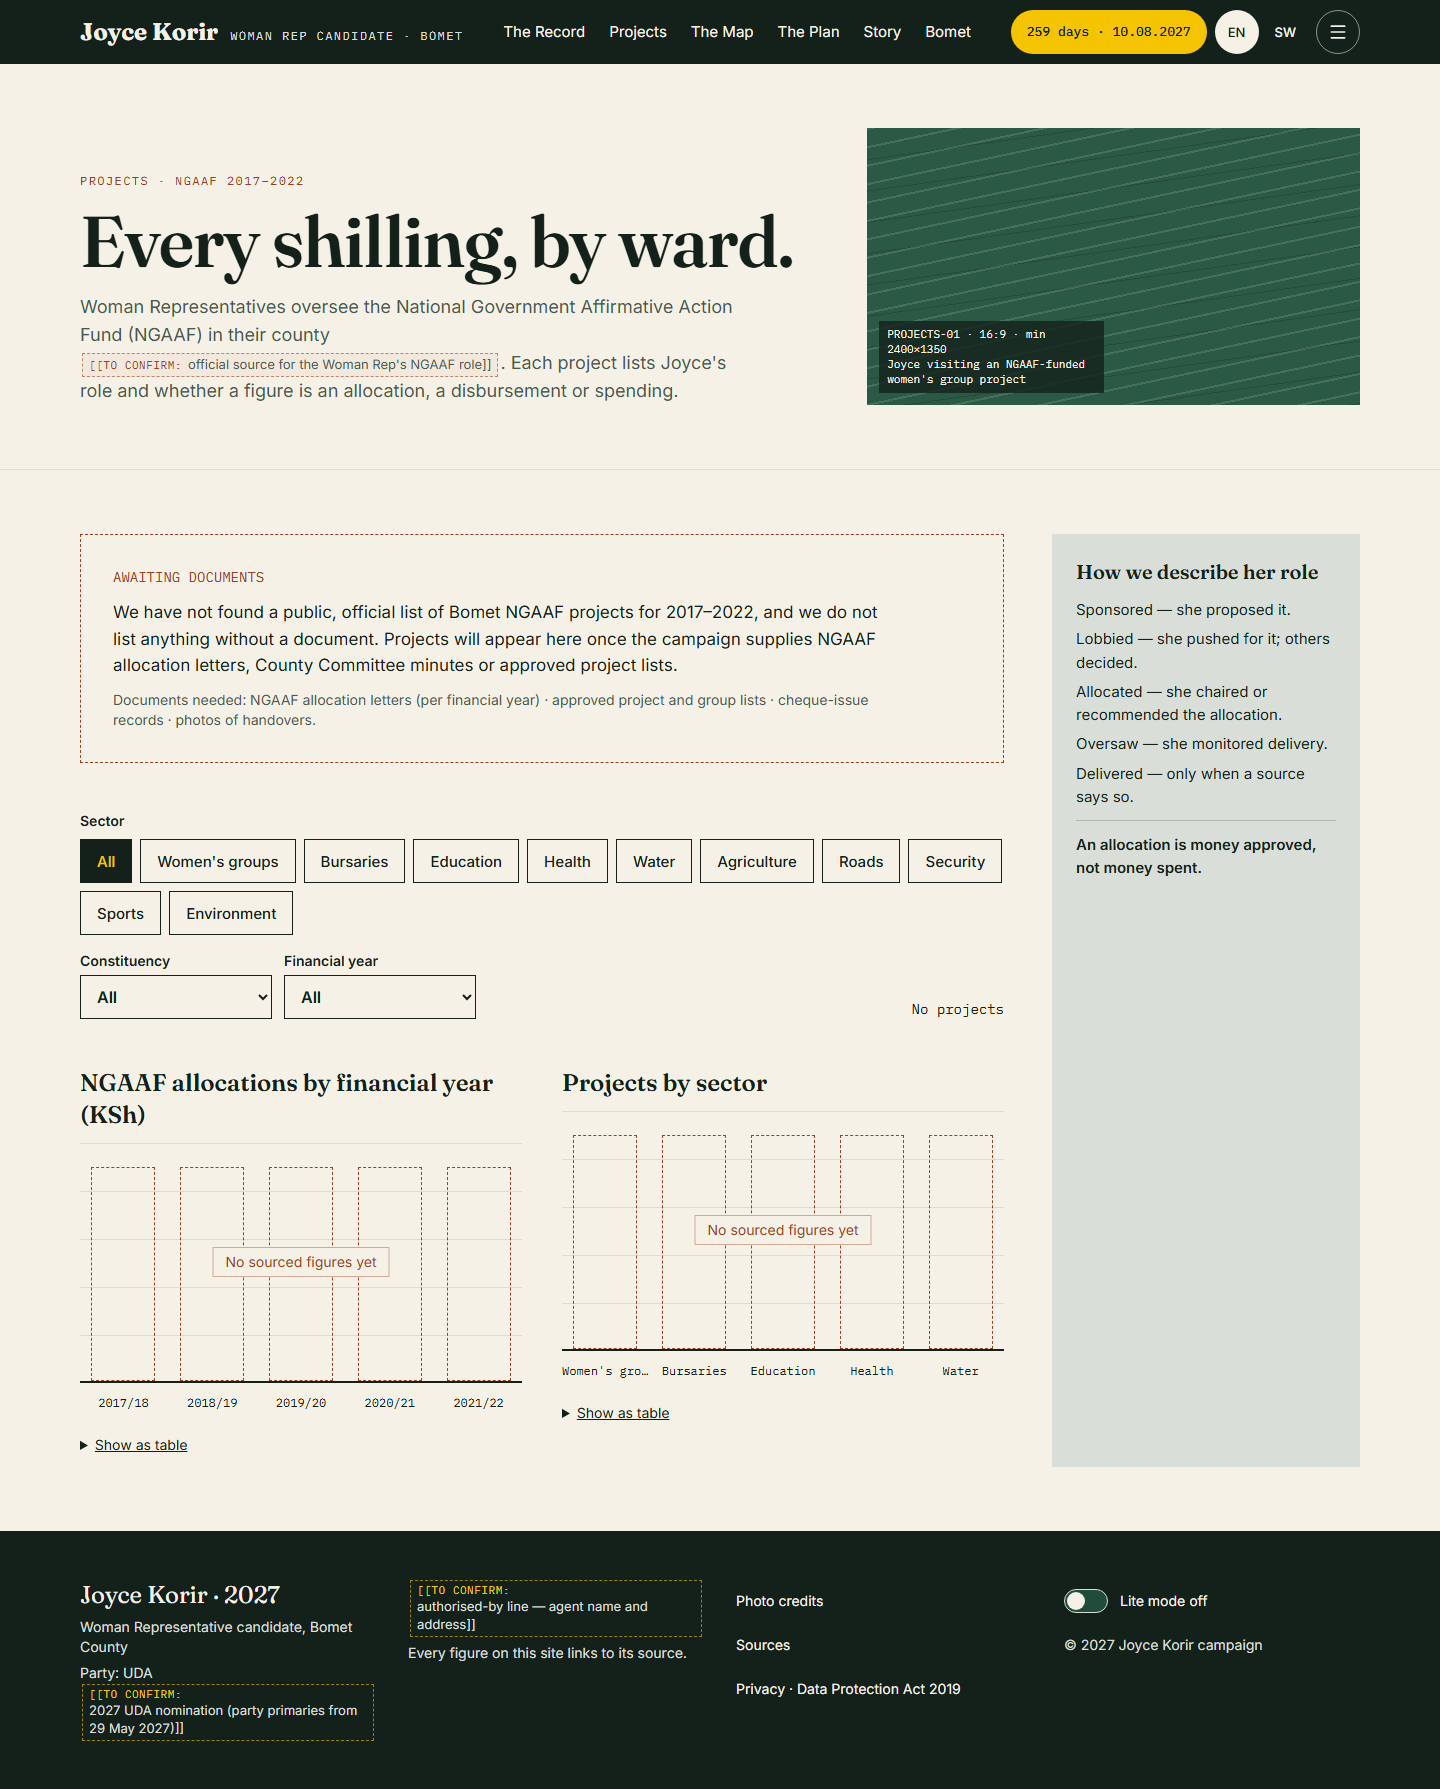 Joyce Korir WOMAN REP CANDIDATE · BOMET
The Record Projects The Map The Plan Story Bomet
259 days · 10.08.2027 EN SW
PROJECTS · NGAAF 2017–2022
Every shilling, by ward.
Woman Representatives oversee the National Government Affirmative Action
Fund (NGAAF) in their county
[[TO CONFIRM: official source for the Woman Rep's NGAAF role]]. Each project lists Joyce's
role and whether a figure is an allocation, a disbursement or spending.
PROJECTS-01 · 16:9 · min
2400×1350
Joyce visiting an NGAAF-funded
women's group project
AWAITING DOCUMENTS
We have not found a public, official list of Bomet NGAAF projects for 2017–2022, and we do not
list anything without a document. Projects will appear here once the campaign supplies NGAAF
allocation letters, County Committee minutes or approved project lists.
Documents needed: NGAAF allocation letters (per financial year) · approved project and group lists · cheque-issue
records · photos of handovers.
How we describe her role
Sponsored — she proposed it.
Lobbied — she pushed for it; others
decided.
Allocated — she chaired or
recommended the allocation.
Oversaw — she monitored delivery.
Delivered — only when a source
says so.
An allocation is money approved,
not money spent.
Sector
All Women's groups Bursaries Education Health Water Agriculture Roads Security
Sports Environment
Constituency Financial year
All All
No projects
NGAAF allocations by financial year
(KSh)
No sourced figures yet
2017/18 2018/19 2019/20 2020/21 2021/22
Show as table
Projects by sector
No sourced figures yet
Women's gro… Bursaries Education Health Water
Show as table
Joyce Korir · 2027
Woman Representative candidate, Bomet
County
Party: UDA
[[TO CONFIRM:
2027 UDA nomination (party primaries from
29 May 2027)]]
[[TO CONFIRM:
authorised-by line — agent name and
address]]
Every figure on this site links to its source.
Photo credits
Sources
Privacy · Data Protection Act 2019
Lite mode off
© 2027 Joyce Korir campaign